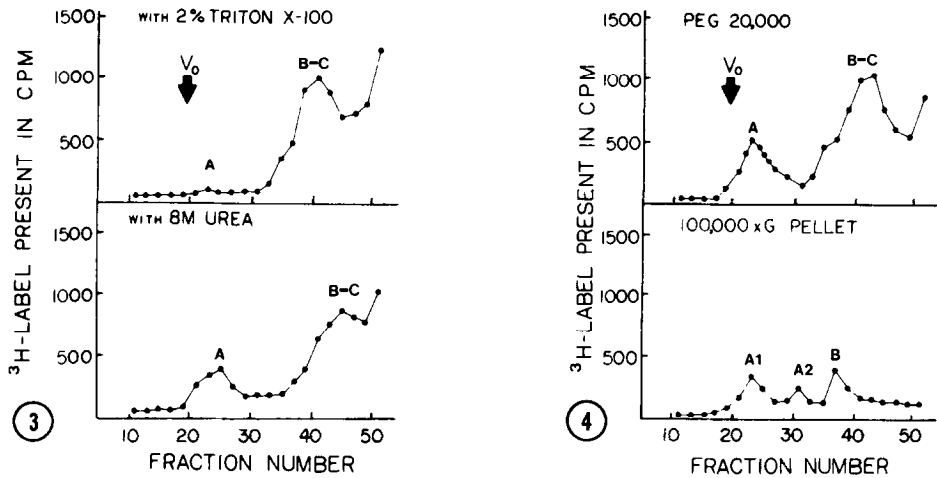 1500
WITH 2% TRITON X-100
V₀
B-C
1000
500
A
WITH 8M UREA
1500
1000
B-C
500
A
10 20 30 40 50
FRACTION NUMBER
³H-LABEL PRESENT IN CPM
3
1500
PEG 20,000
V₀
B-C
1000
A
500
100,000 xG PELLET
1500
1000
500
A1
A2
B
10 20 30 40 50
FRACTION NUMBER
³H-LABEL PRESENT IN CPM
4